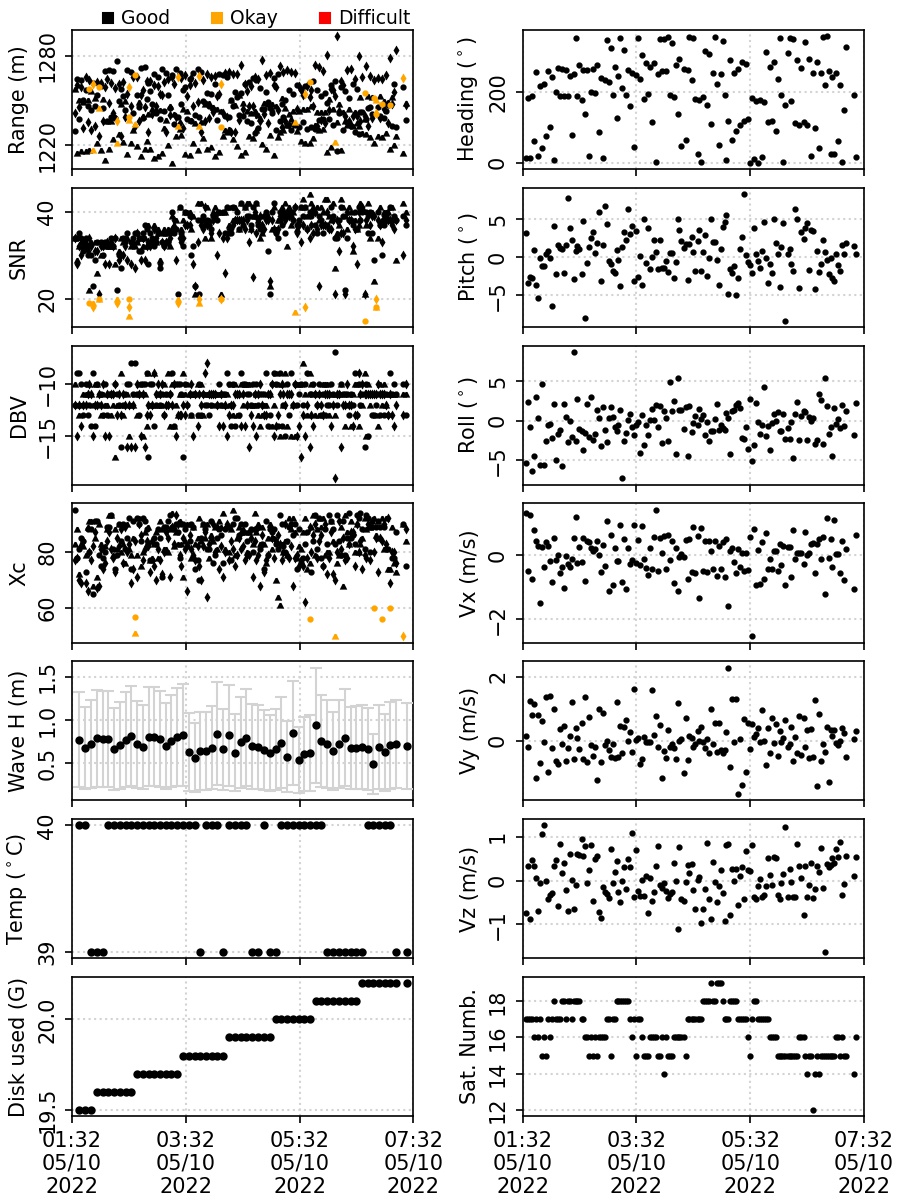 Good Okay Difficult
Range (m)
1280
1220
Heading (°)
200
0
SNR
40
20
Pitch (°)
5
0
−5
DBV
−10
−15
Roll (°)
5
0
−5
Xc
80
60
Vx (m/s)
0
−2
Wave H (m)
1.5
1.0
0.5
Vy (m/s)
2
0
Temp (°C)
40
39
Vz (m/s)
1
0
−1
Disk used (G)
20.0
19.5
Sat. Numb.
18
16
14
12
01:32 03:32 05:32 07:32
05/10 05/10 05/10 05/10
2022 2022 2022 2022
01:32 03:32 05:32 07:32
05/10 05/10 05/10 05/10
2022 2022 2022 2022